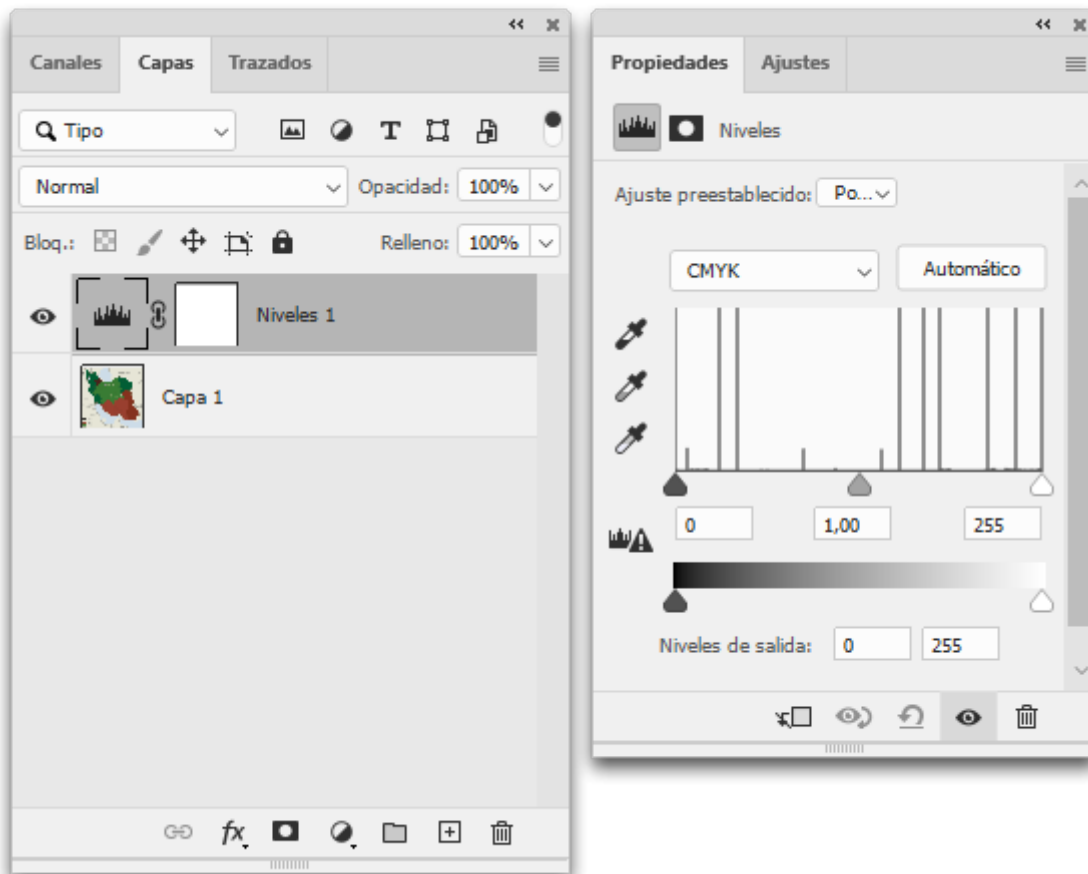 Canales Capas Trazados
Tipo
Normal Opacidad: 100%
Bloq.: Relleno: 100%
Niveles 1
Capa 1
Propiedades Ajustes
Niveles
Ajuste preestablecido: Po...
CMYK Automático
0 1,00 255
Niveles de salida: 0 255
fx